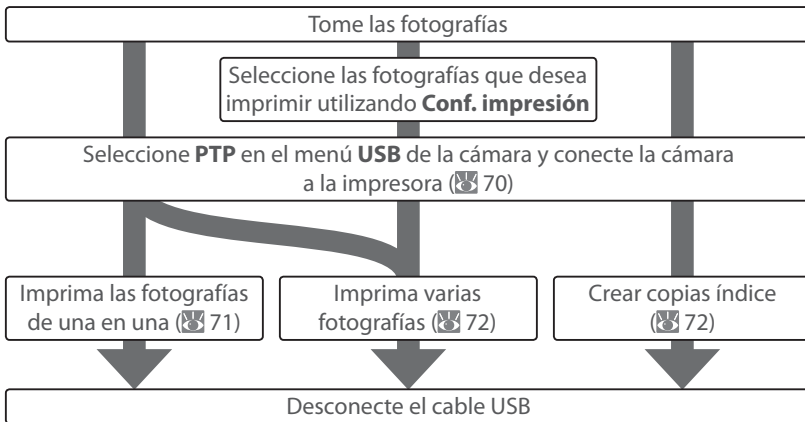 Tome las fotografías
Seleccione las fotografías que desea
imprimir utilizando Conf. impresión
Seleccione PTP en el menú USB de la cámara y conecte la cámara
a la impresora ( 70)
Imprima las fotografías
de una en una ( 71)
Imprima varias
fotografías ( 72)
Crear copias índice
( 72)
Desconecte el cable USB